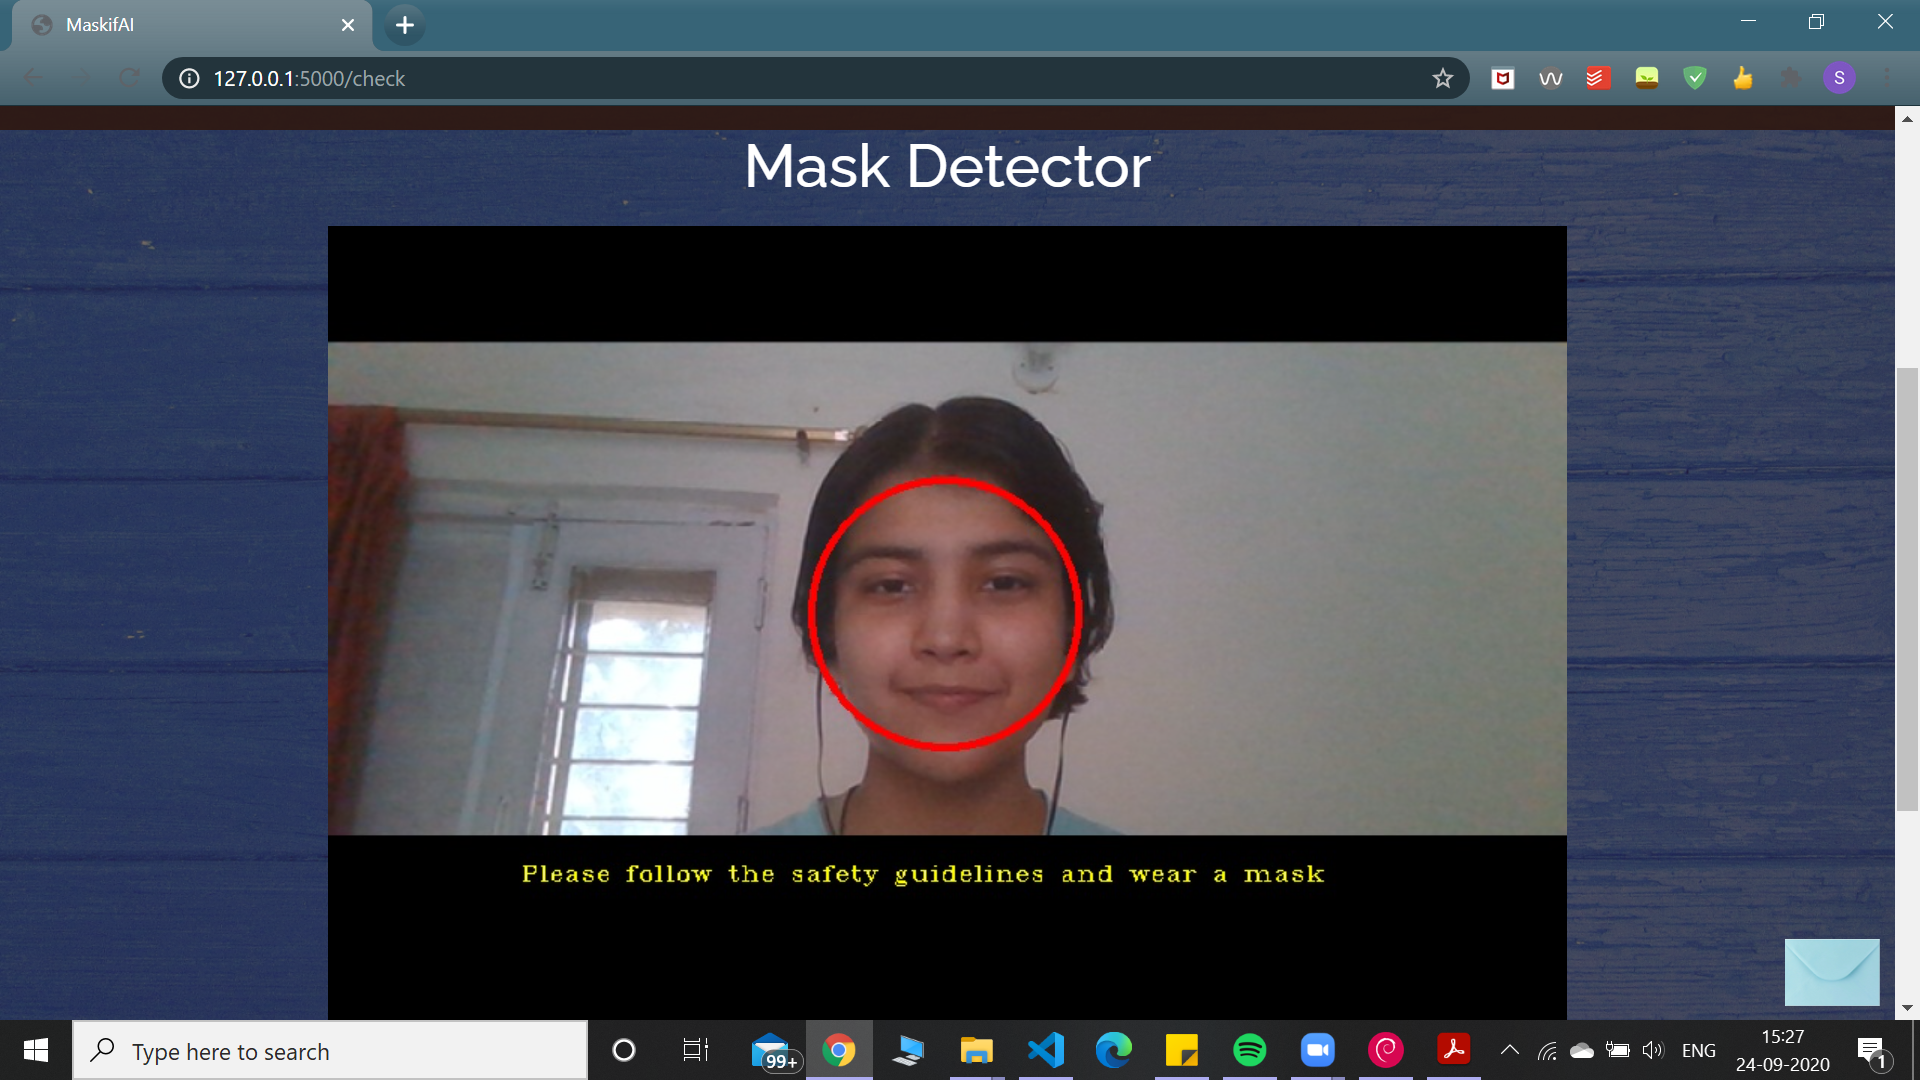 MaskifAI
127.0.0.1:5000/check
S
Mask Detector
Please follow the safety guidelines and wear a mask
Type here to search
99+
ENG
15:27
24-09-2020
1